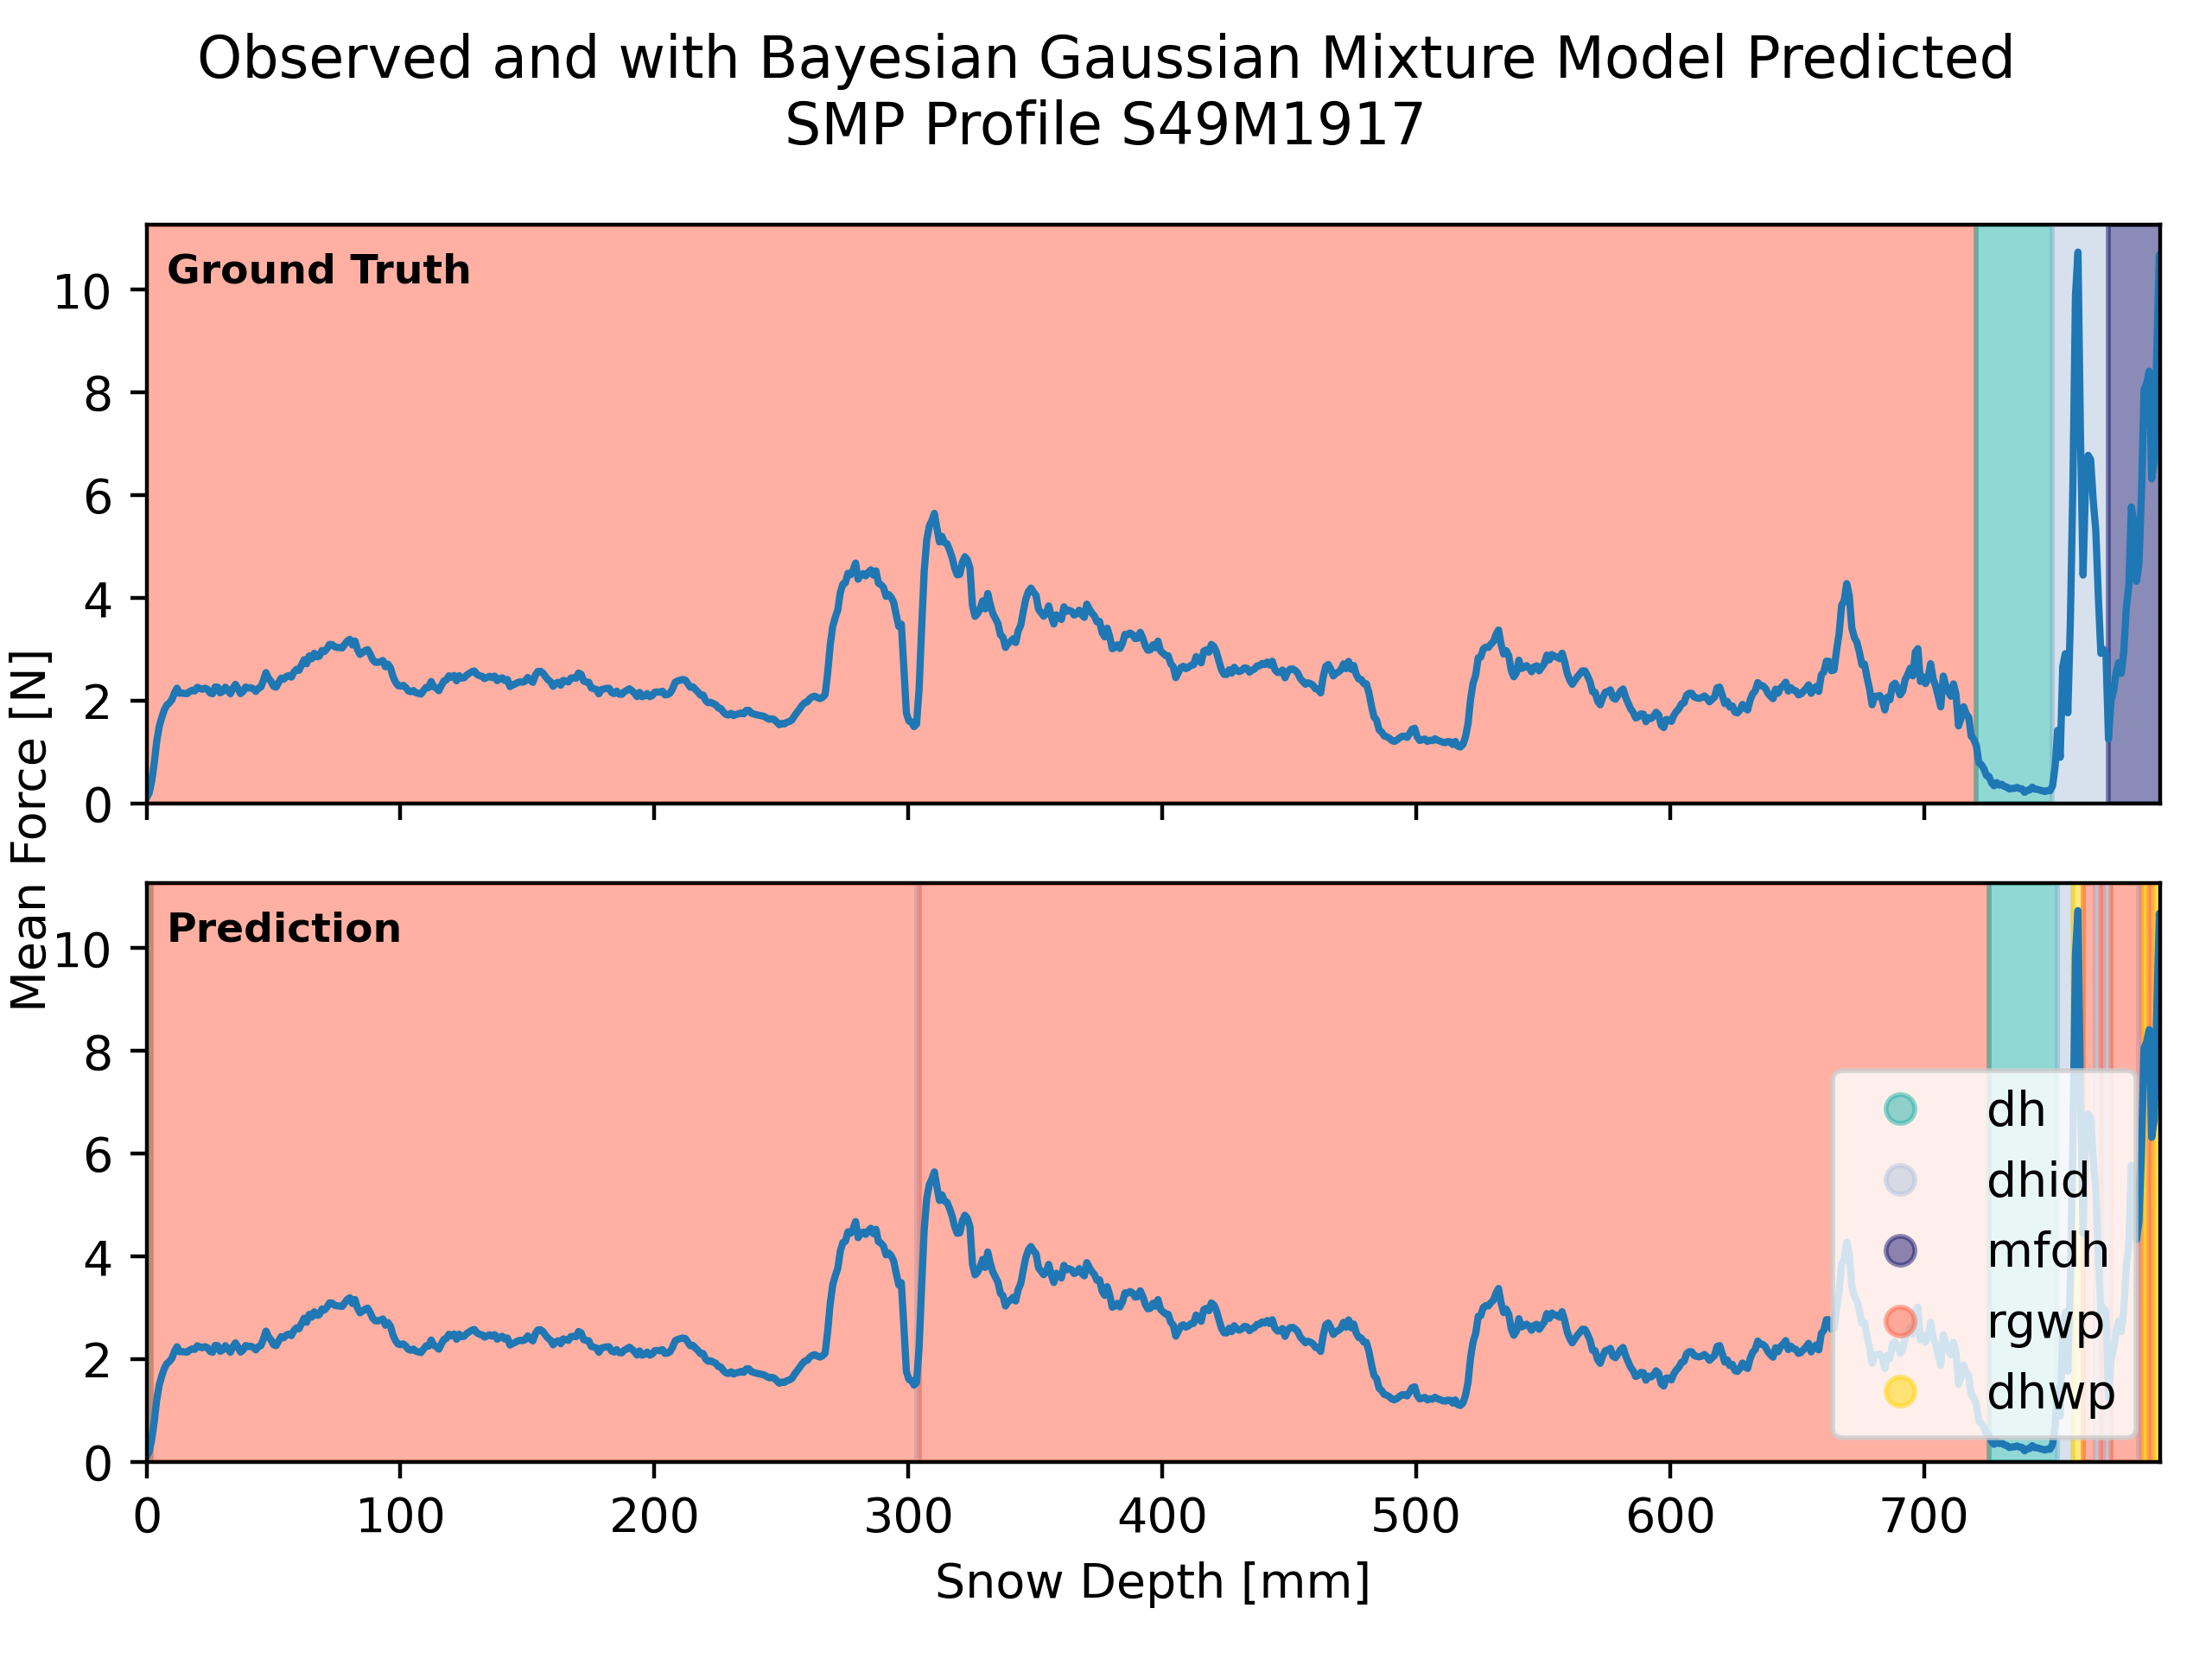 Observed and with Bayesian Gaussian Mixture Model Predicted
SMP Profile S49M1917
Ground Truth
10
8
6
4
2
0
Mean Force [N]
Prediction
10
8
6
4
2
0
dh
dhid
mfdh
rgwp
dhwp
0 100 200 300 400 500 600 700
Snow Depth [mm]